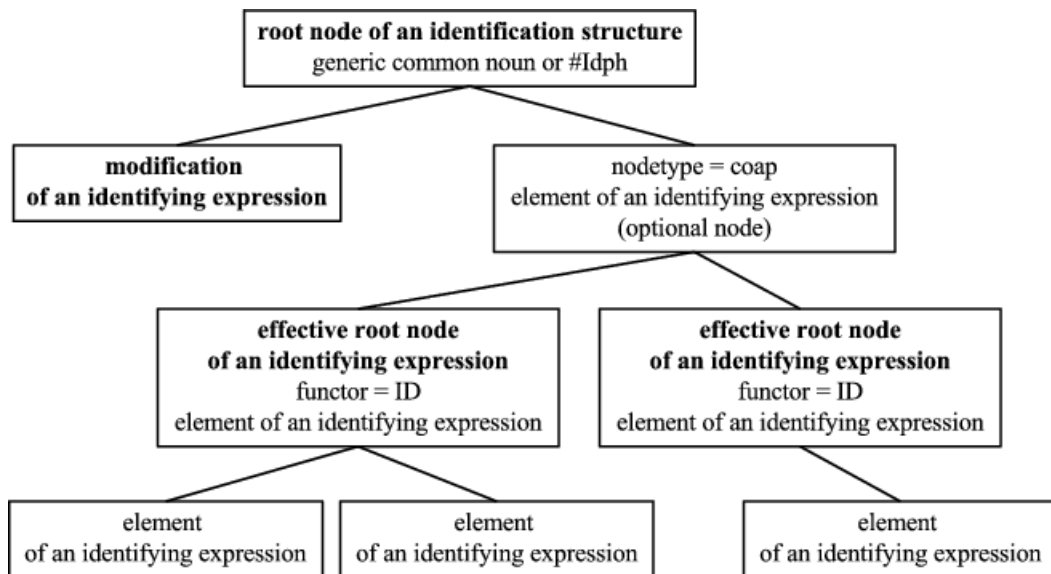 root node of an identification structure
generic common noun or #Idph
modification
of an identifying expression
nodetype = coap
element of an identifying expression
(optional node)
effective root node
of an identifying expression
functor = ID
element of an identifying expression
effective root node
of an identifying expression
functor = ID
element of an identifying expression
element
of an identifying expression
element
of an identifying expression
element
of an identifying expression